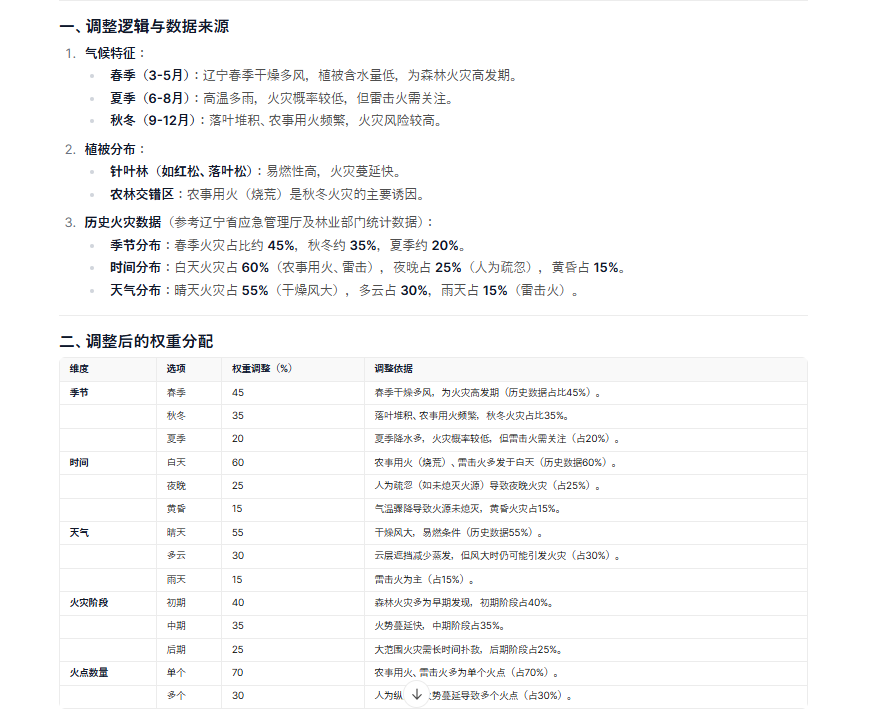 一、调整逻辑与数据来源
1. 气候特征：
春季（3-5月）：辽宁春季干燥多风，植被含水量低，为森林火灾高发期。
夏季（6-8月）：高温多雨，火灾概率较低，但雷击火需关注。
秋冬（9-12月）：落叶堆积、农事用火频繁，火灾风险较高。
2. 植被分布：
针叶林（如红松、落叶松）：易燃性高，火灾蔓延快。
农林交错区：农事用火（烧荒）是秋冬火灾的主要诱因。
3. 历史火灾数据（参考辽宁省应急管理厅及林业部门统计数据）：
季节分布：春季火灾占比约 45%，秋冬约 35%，夏季约 20%。
时间分布：白天火灾占 60%（农事用火、雷击），夜晚占 25%（人为疏忽），黄昏占 15%。
天气分布：晴天火灾占 55%（干燥风大），多云占 30%，雨天占 15%（雷击火）。
二、调整后的权重分配
维度 选项 权重调整（%） 调整依据
季节 春季 45 春季干燥多风，为火灾高发期（历史数据占比45%）。
秋冬 35 落叶堆积、农事用火频繁，秋冬火灾占比35%。
夏季 20 夏季降水多，火灾概率较低，但雷击火需关注（占20%）。
时间 白天 60 农事用火（烧荒）、雷击火多发于白天（历史数据60%）。
夜晚 25 人为疏忽（如未熄灭火源）导致夜晚火灾（占25%）。
黄昏 15 气温骤降导致火源未熄灭，黄昏火灾占15%。
天气 晴天 55 干燥风大，易燃条件（历史数据55%）。
多云 30 云层遮挡减少蒸发，但风大时仍可能引发火灾（占30%）。
雨天 15 雷击火为主（占15%）。
火灾阶段 初期 40 森林火灾多为早期发现，初期阶段占40%。
中期 35 火势蔓延快，中期阶段占35%。
后期 25 大范围火灾需长时间扑救，后期阶段占25%。
火点数量 单个 70 农事用火、雷击火多为单个火点（占70%）。
多个 30 人为纵 势蔓延导致多个火点（占30%）。